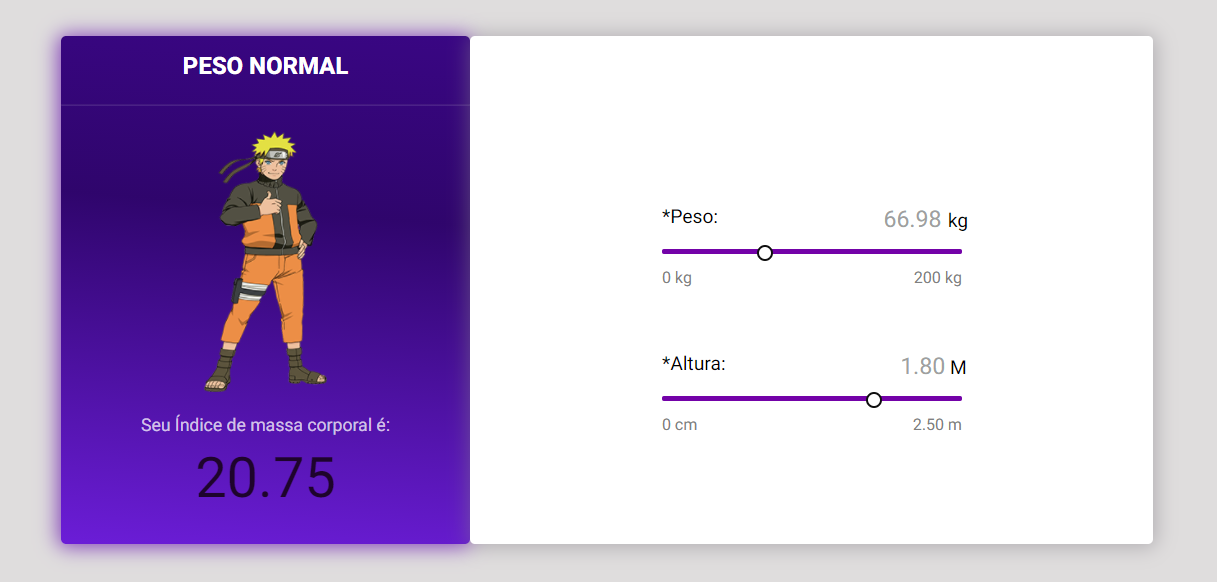 PESO NORMAL
Seu Índice de massa corporal é:
20.75
*Peso: 66.98 kg
0 kg 200 kg
*Altura: 1.80 M
0 cm 2.50 m